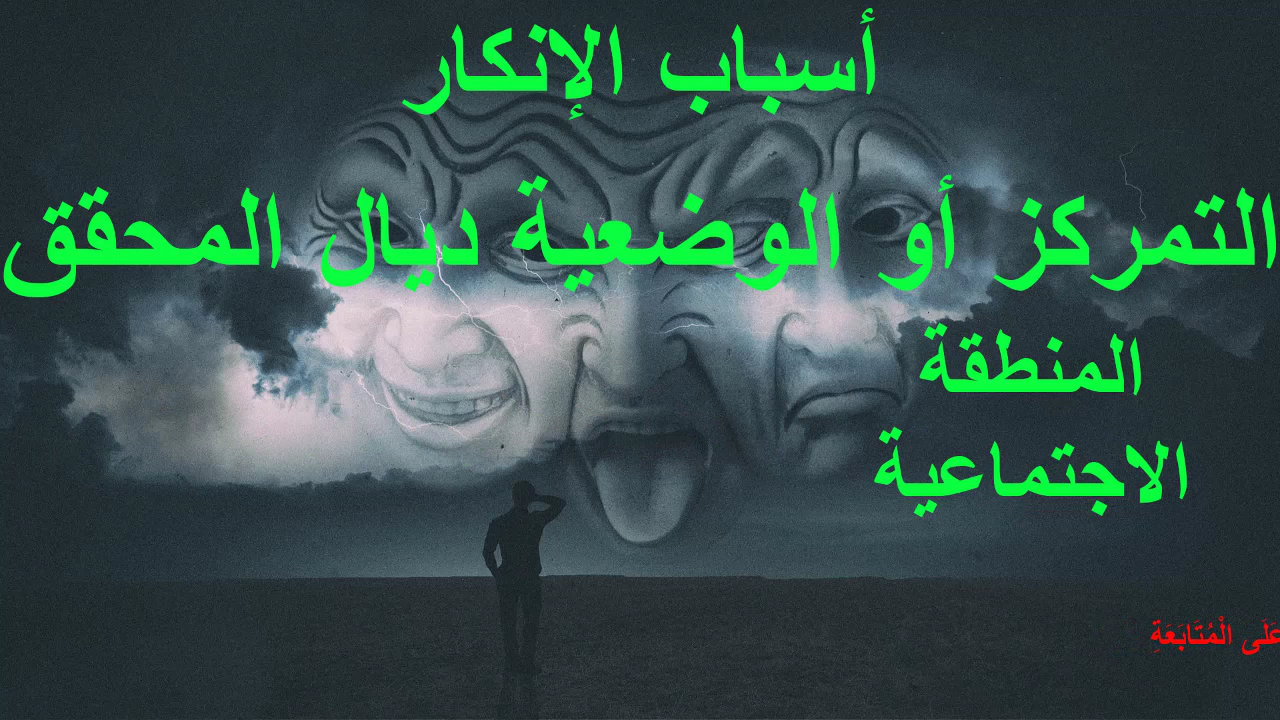 أسباب الإنكار
التمركز أو الوضعية ديال المحقق
المنطقة
الاجتماعية
عَلَى الْمُتَابَعَةِ